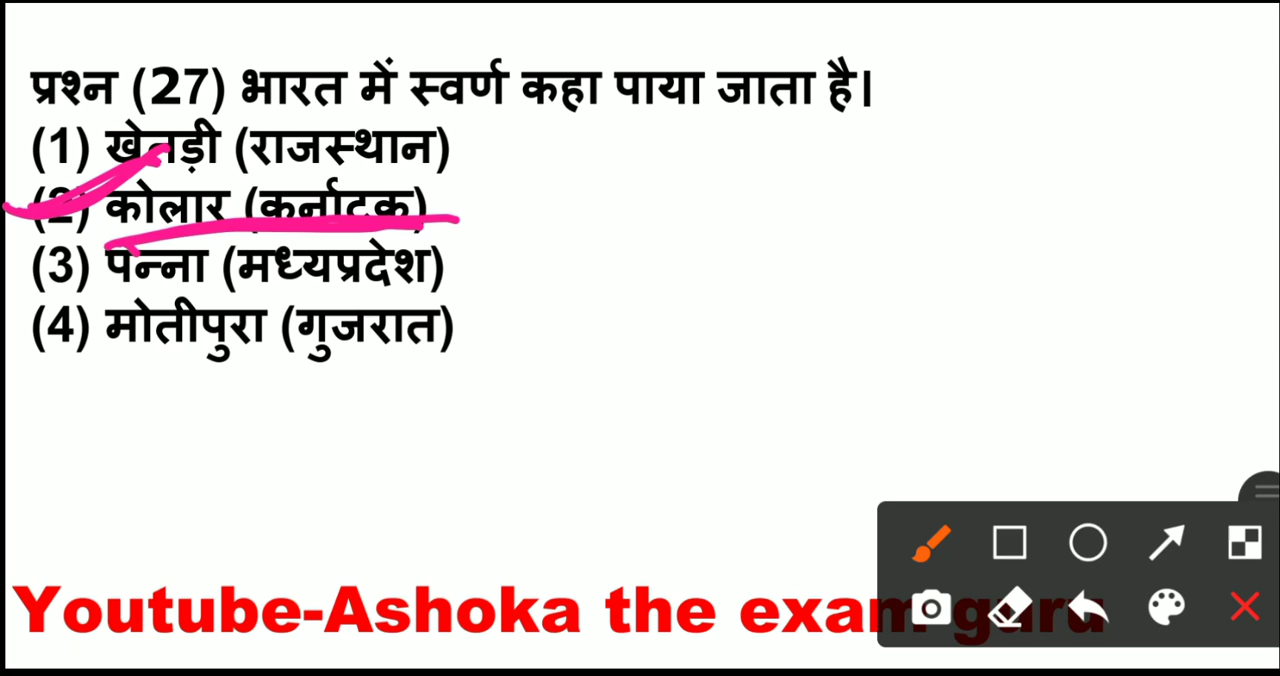 प्रश्न (27) भारत में स्वर्ण कहा पाया जाता है।
(1) खेतड़ी (राजस्थान)
(2) कोलार (कर्नाटक)
(3) पन्ना (मध्यप्रदेश)
(4) मोतीपुरा (गुजरात)
Youtube-Ashoka the exam guru